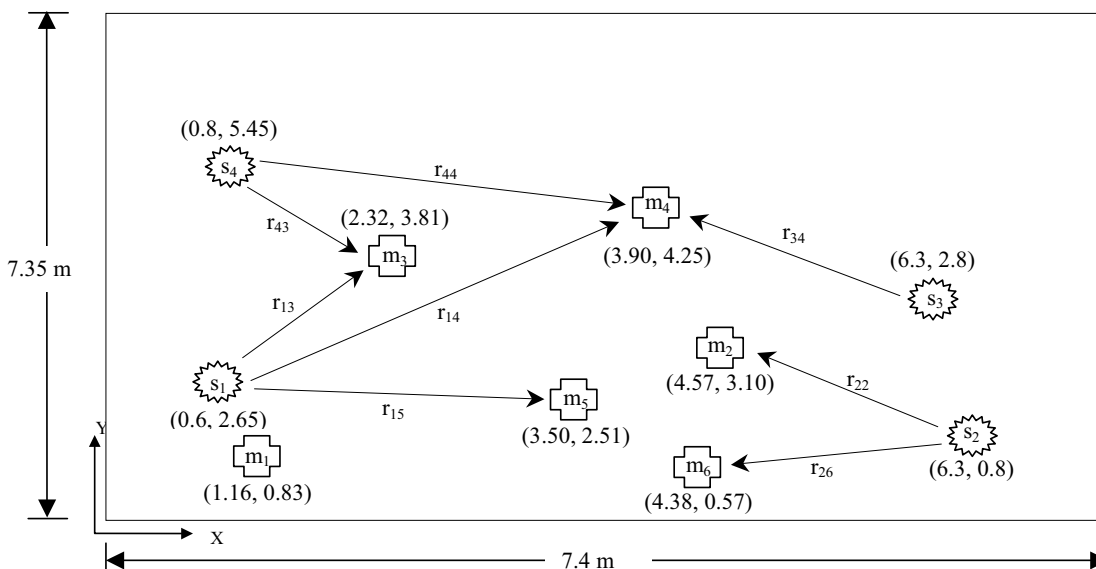 (0.8, 5.45)
s₄
r₄₄
r₄₃
(2.32, 3.81)
m₄
m₃
(3.90, 4.25)
r₃₄
(6.3, 2.8)
7.35 m
r₁₃
r₁₄
s₃
m₂
s₁
(4.57, 3.10)
r₂₂
m₅
r₁₅
(0.6, 2.65)
(3.50, 2.51)
Y
s₂
m₁
m₆
r₂₆
(6.3, 0.8)
(1.16, 0.83)
(4.38, 0.57)
X
7.4 m